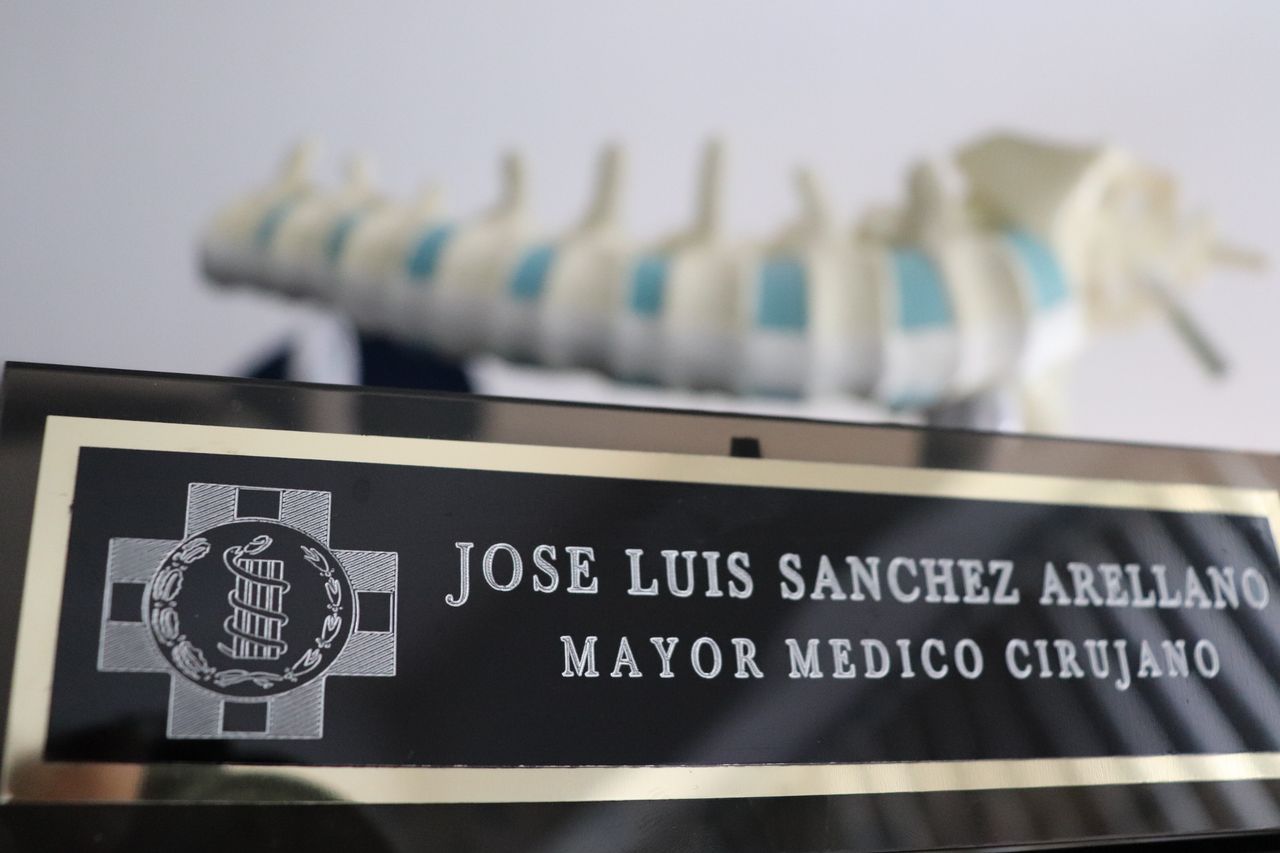 JOSE LUIS SANCHEZ ARELLANO
MAYOR MEDICO CIRUJANO